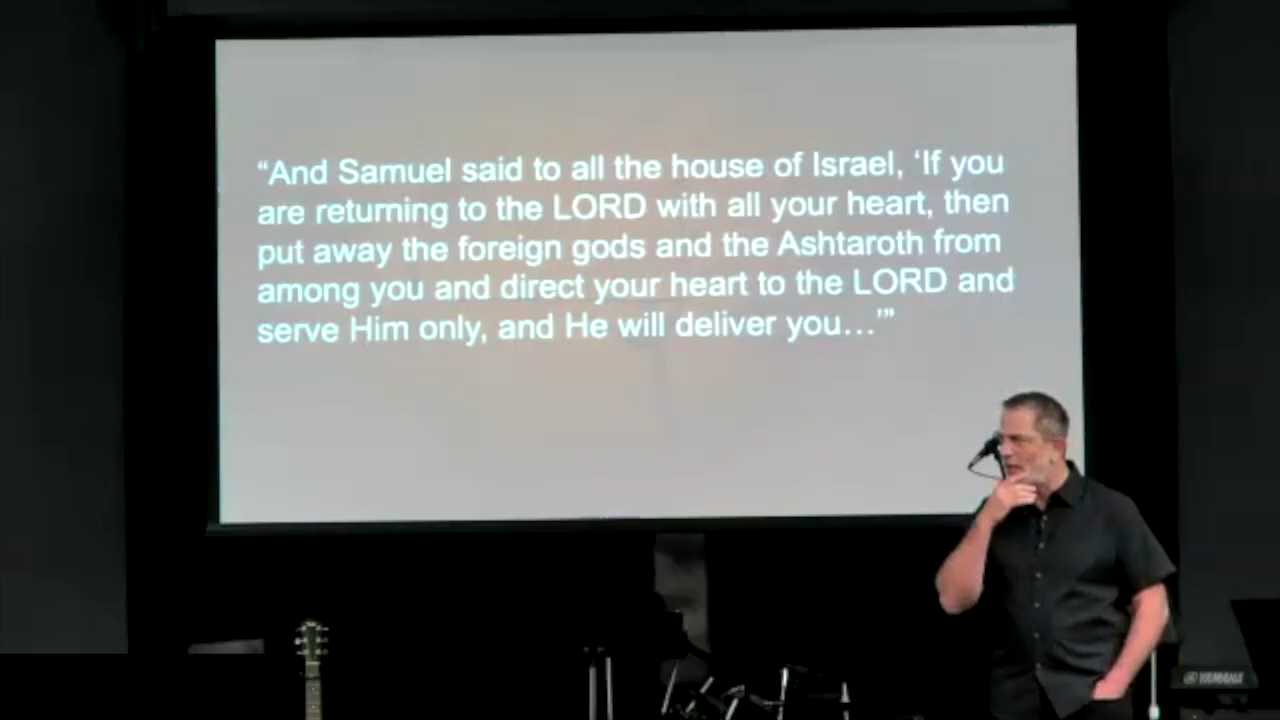 “And Samuel said to all the house of Israel, ‘If you
are returning to the LORD with all your heart, then
put away the foreign gods and the Ashtaroth from
among you and direct your heart to the LORD and
serve Him only, and He will deliver you…’”
YAMAHA